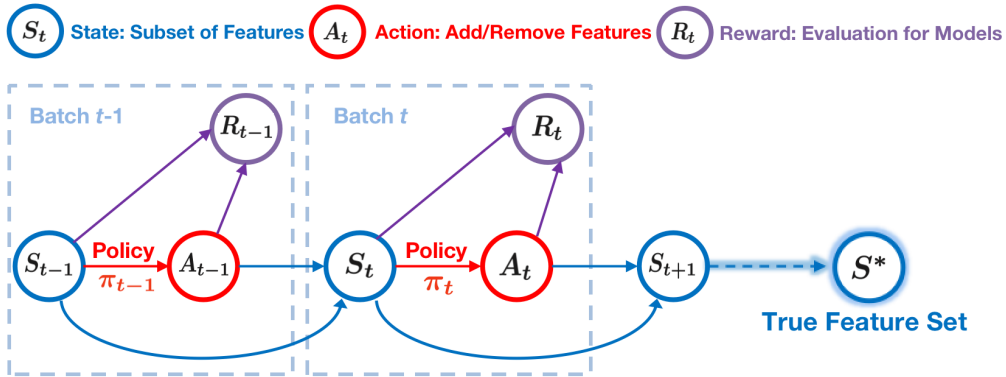 S_t State: Subset of Features A_t Action: Add/Remove Features R_t Reward: Evaluation for Models
Batch t-1 Batch t
R_{t-1} R_t
Policy Policy
S_{t-1} A_{t-1} S_t A_t S_{t+1} S*
π_{t-1} π_t
True Feature Set